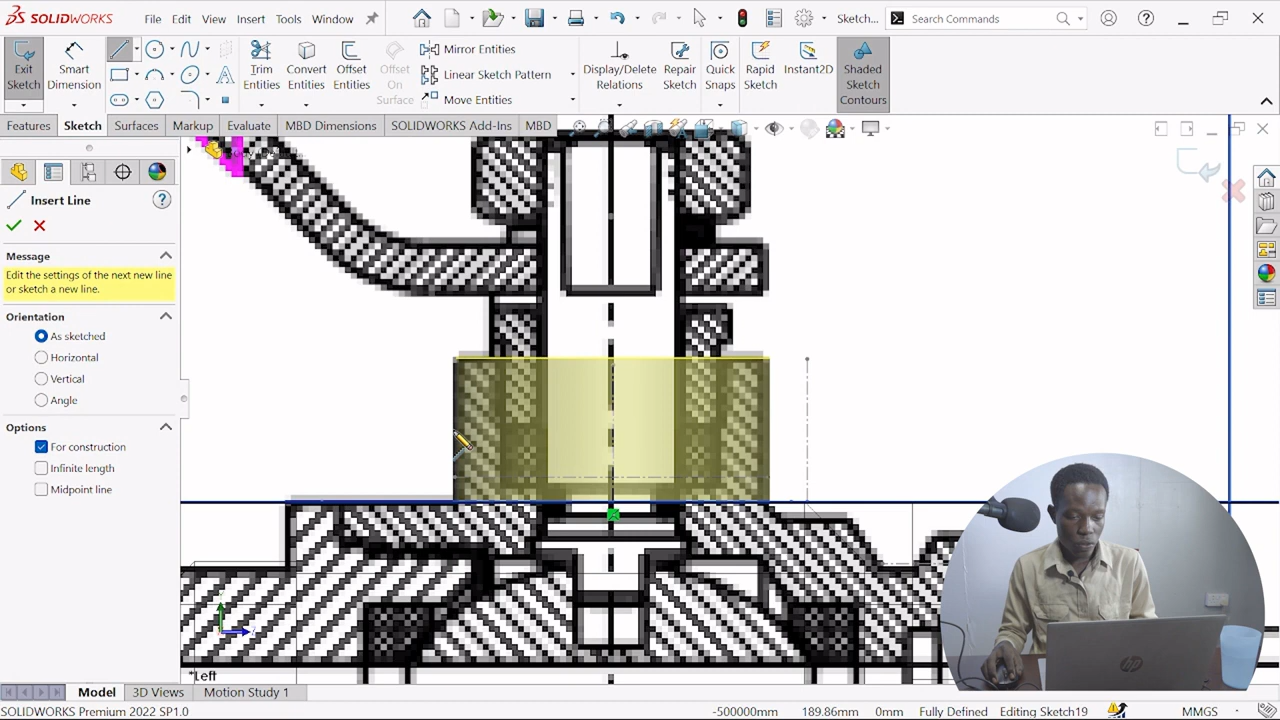 SOLIDWORKS
File Edit View Insert Tools Window
Sketch...
Search Commands
Exit Sketch
Smart Dimension
Trim Entities
Convert Entities
Offset Entities
Offset On Surface
Mirror Entities
Linear Sketch Pattern
Move Entities
Display/Delete Relations
Repair Sketch
Quick Snaps
Rapid Sketch
Instant2D
Shaded Sketch Contours
Features Sketch Surfaces Markup Evaluate MBD Dimensions SOLIDWORKS Add-Ins MBD
Insert Line
Message
Edit the settings of the next new line
or sketch a new line.
Orientation
As sketched
Horizontal
Vertical
Angle
Options
For construction
Infinite length
Midpoint line
*Left
hp
Model 3D Views Motion Study 1
SOLIDWORKS Premium 2022 SP1.0
-500000mm 189.86mm 0mm Fully Defined Editing Sketch19 MMGS